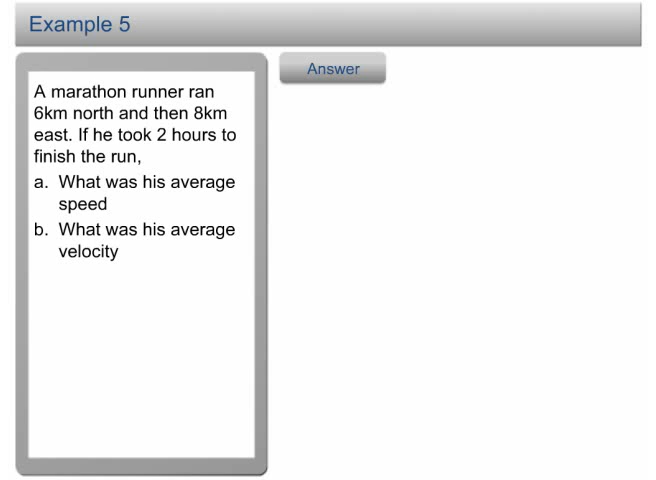 Example 5
Answer
A marathon runner ran
6km north and then 8km
east. If he took 2 hours to
finish the run,
a. What was his average
speed
b. What was his average
velocity